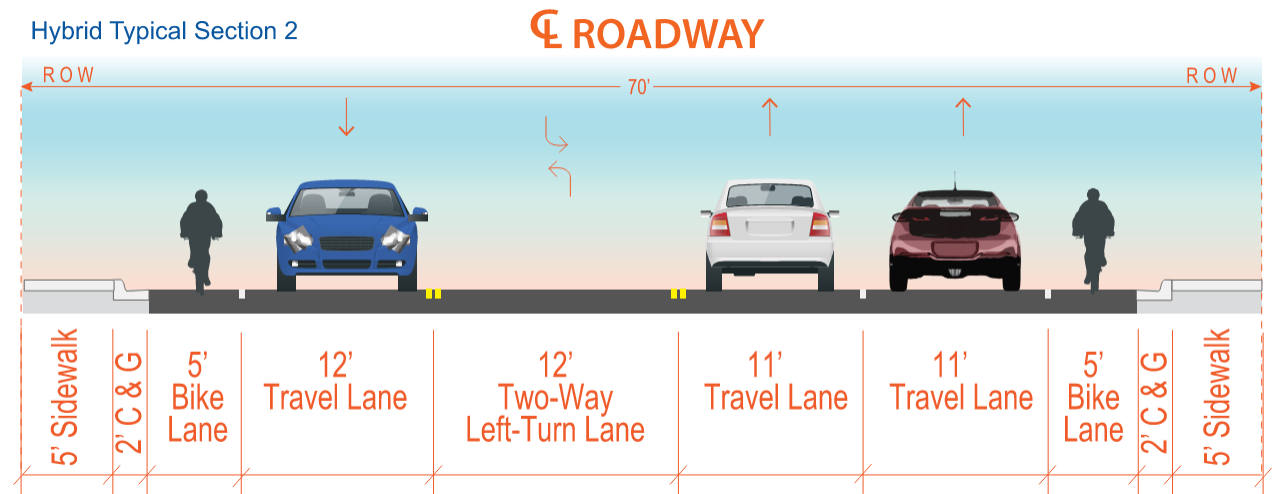 Hybrid Typical Section 2
℄ ROADWAY
ROW
ROW
70'
5' Sidewalk
2' C & G
5'
Bike
Lane
12'
Travel Lane
12'
Two-Way
Left-Turn Lane
11'
Travel Lane
11'
Travel Lane
5'
Bike
Lane
2' C & G
5' Sidewalk